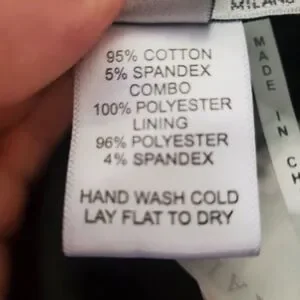 MILANO
95% COTTON
5% SPANDEX
COMBO
100% POLYESTER
LINING
96% POLYESTER
4% SPANDEX
HAND WASH COLD
LAY FLAT TO DRY
MADE IN